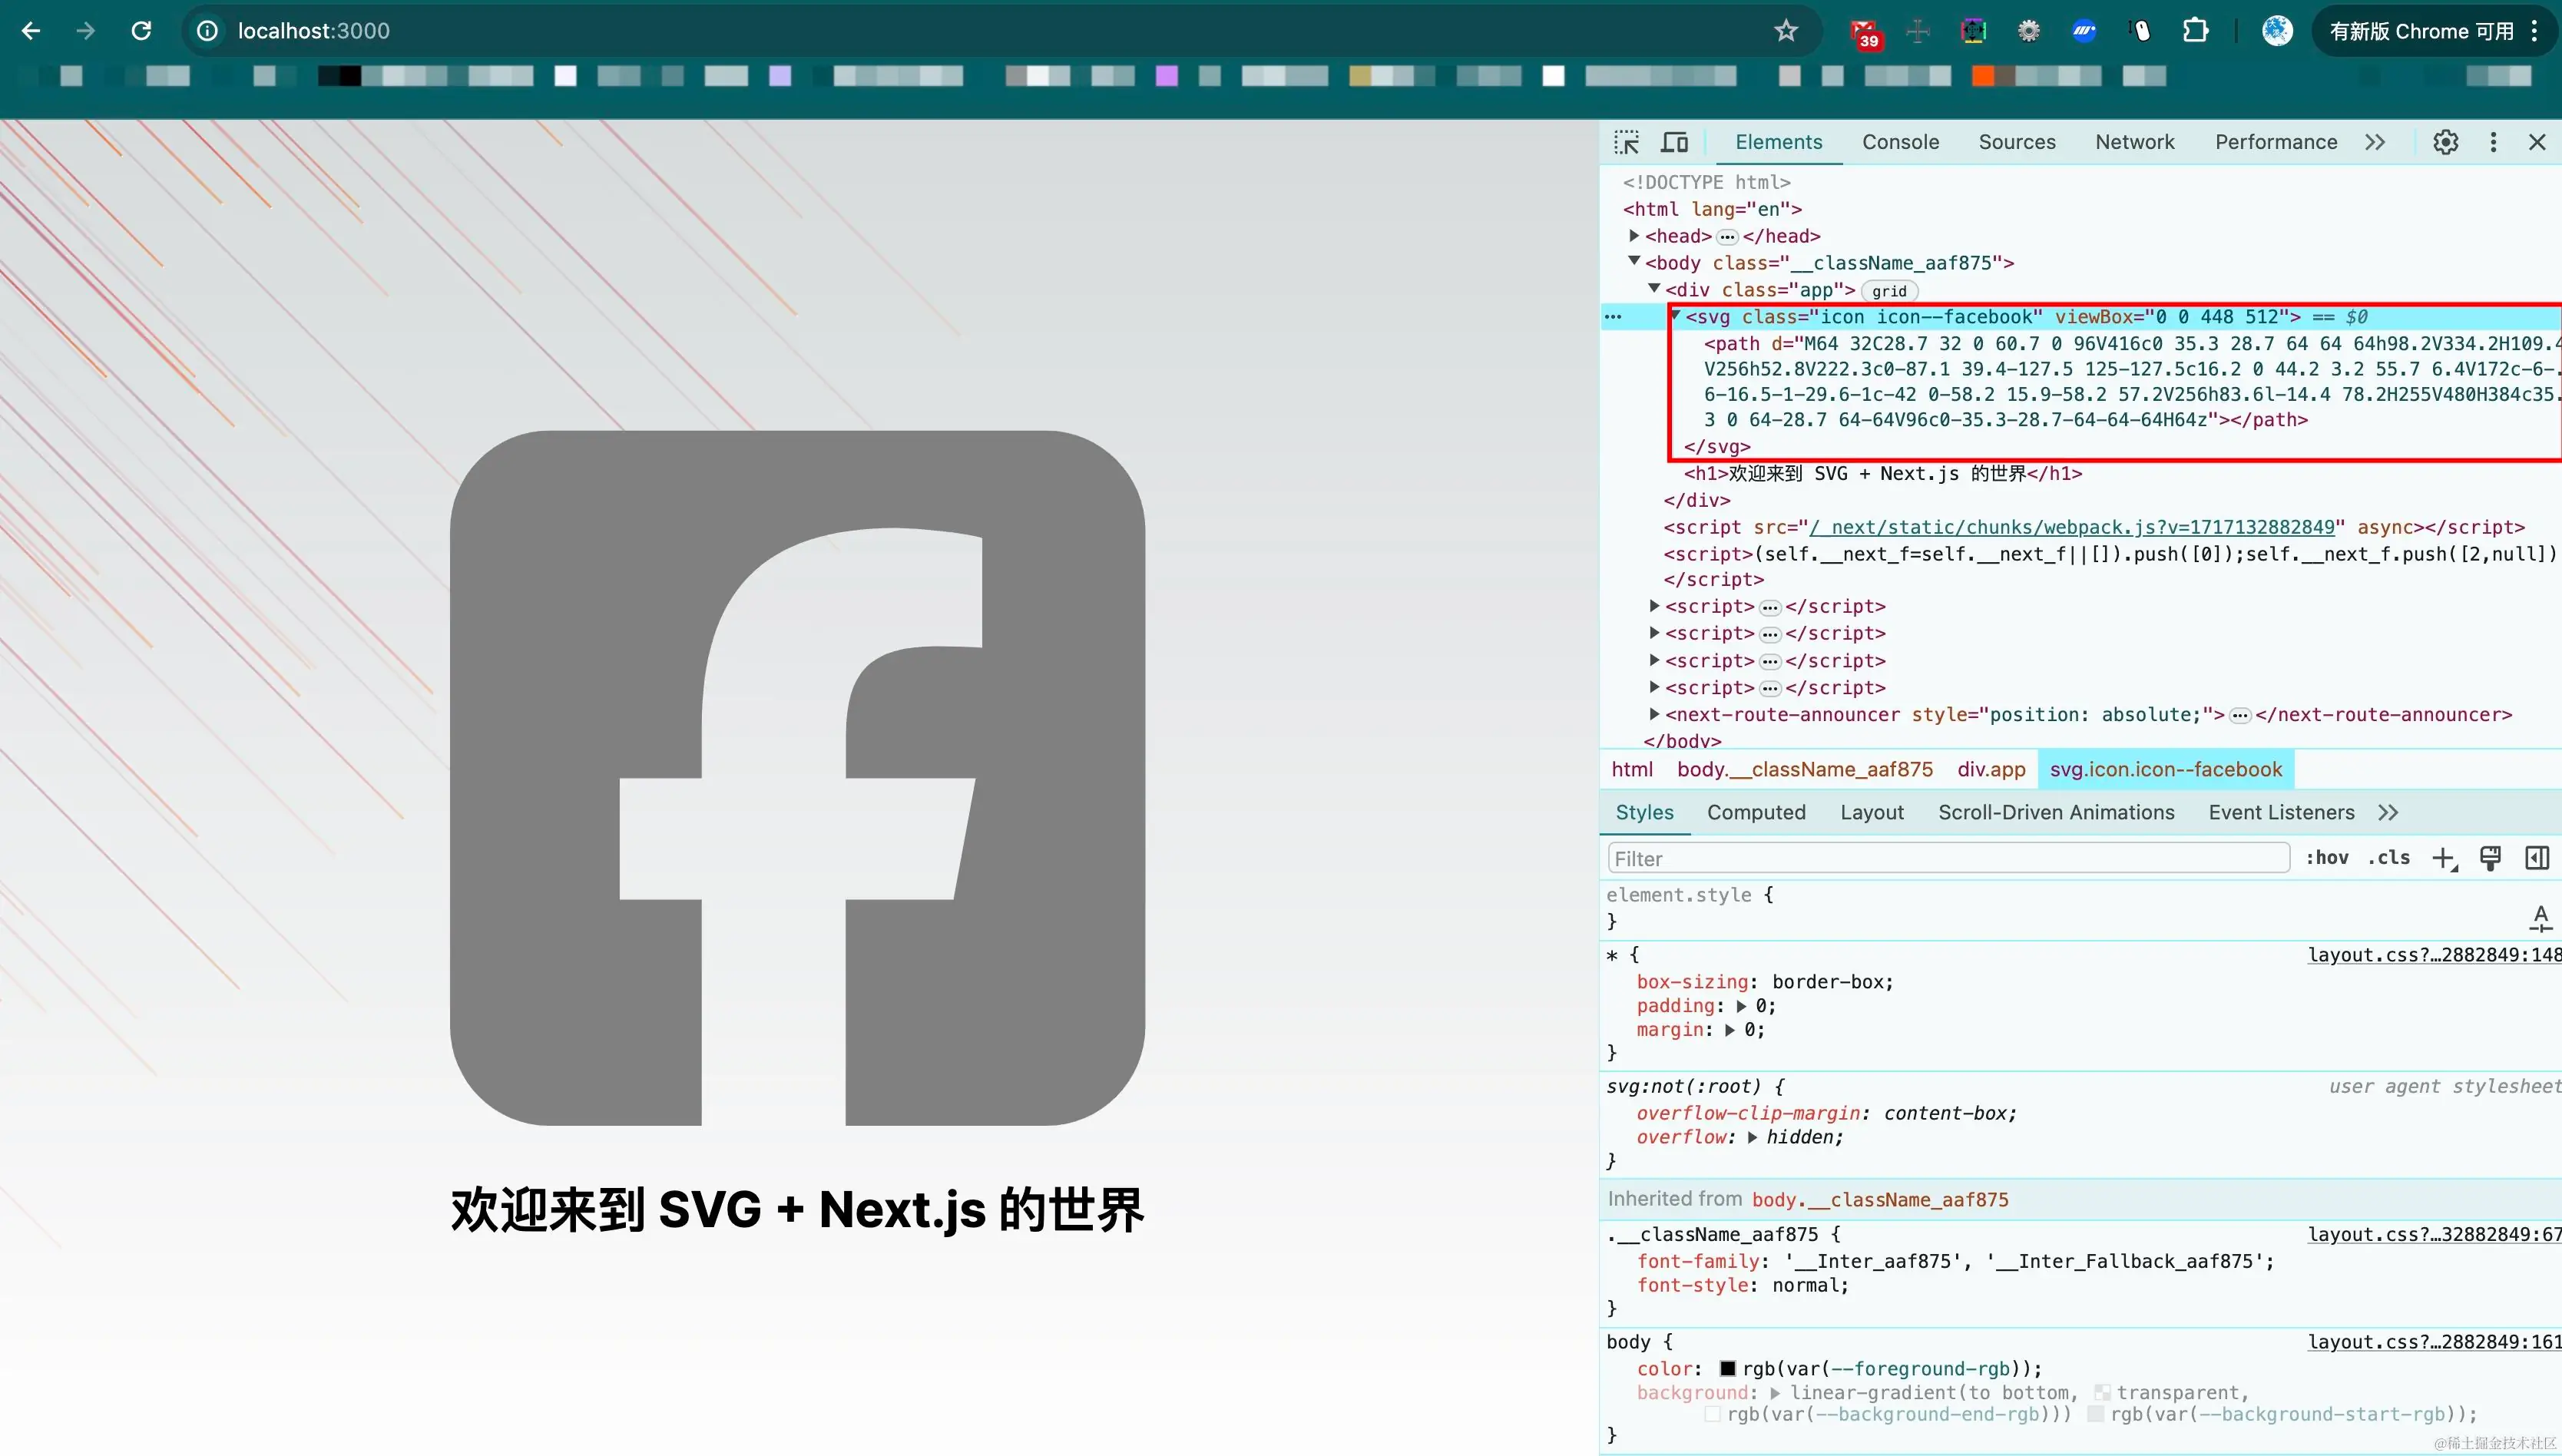 localhost:3000
39
有新版 Chrome 可用
Elements Console Sources Network Performance
<!DOCTYPE html>
<html lang="en">
<head> </head>
<body class="__className_aaf875">
<div class="app"> grid
<svg class="icon icon--facebook" viewBox="0 0 448 512"> == $0
<path d="M64 32C28.7 32 0 60.7 0 96V416c0 35.3 28.7 64 64 64h98.2V334.2H109.4
V256h52.8V222.3c0-87.1 39.4-127.5 125-127.5c16.2 0 44.2 3.2 55.7 6.4V172c-6-.
6-16.5-1-29.6-1c-42 0-58.2 15.9-58.2 57.2V256h83.6l-14.4 78.2H255V480H384c35.
3 0 64-28.7 64-64V96c0-35.3-28.7-64-64-64H64z"></path>
</svg>
<h1>欢迎来到 SVG + Next.js 的世界</h1>
</div>
<script src="/_next/static/chunks/webpack.js?v=1717132882849" async></script>
<script>(self.__next_f=self.__next_f||[]).push([0]);self.__next_f.push([2,null])
</script>
<script> </script>
<script> </script>
<script> </script>
<script> </script>
<next-route-announcer style="position: absolute;"> </next-route-announcer>
</body>
html body.__className_aaf875 div.app svg.icon.icon--facebook
Styles Computed Layout Scroll-Driven Animations Event Listeners
Filter :hov .cls
element.style {
}
* { layout.css?…2882849:148
box-sizing: border-box;
padding: 0;
margin: 0;
}
svg:not(:root) { user agent stylesheet
overflow-clip-margin: content-box;
overflow: hidden;
}
Inherited from body.__className_aaf875
.__className_aaf875 { layout.css?…32882849:67
font-family: '__Inter_aaf875', '__Inter_Fallback_aaf875';
font-style: normal;
}
body { layout.css?…2882849:161
color: rgb(var(--foreground-rgb));
background: linear-gradient(to bottom, transparent,
rgb(var(--background-end-rgb))) rgb(var(--background-start-rgb));
}
欢迎来到 SVG + Next.js 的世界
@稀土掘金技术社区